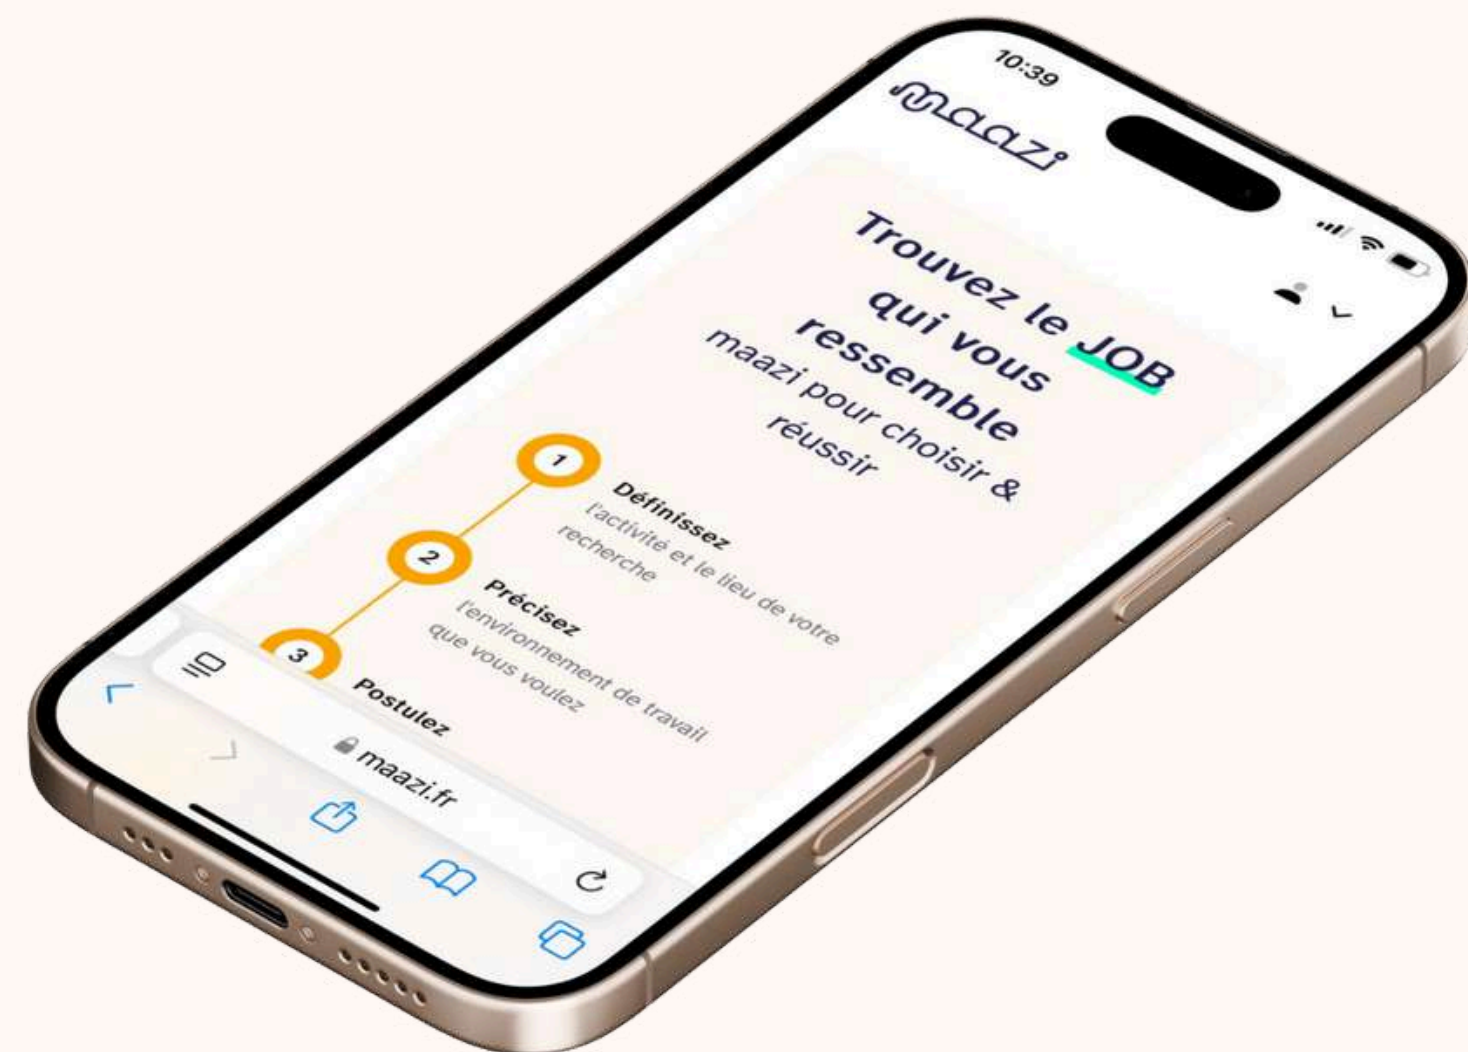 10:39
maazi
Trouvez le JOB
qui vous
ressemble
maazi pour choisir &
réussir
1
Définissez
l'activité et le lieu de votre
recherche
2
Précisez
l'environnement de travail
que vous voulez
3
Postulez
maazi.fr